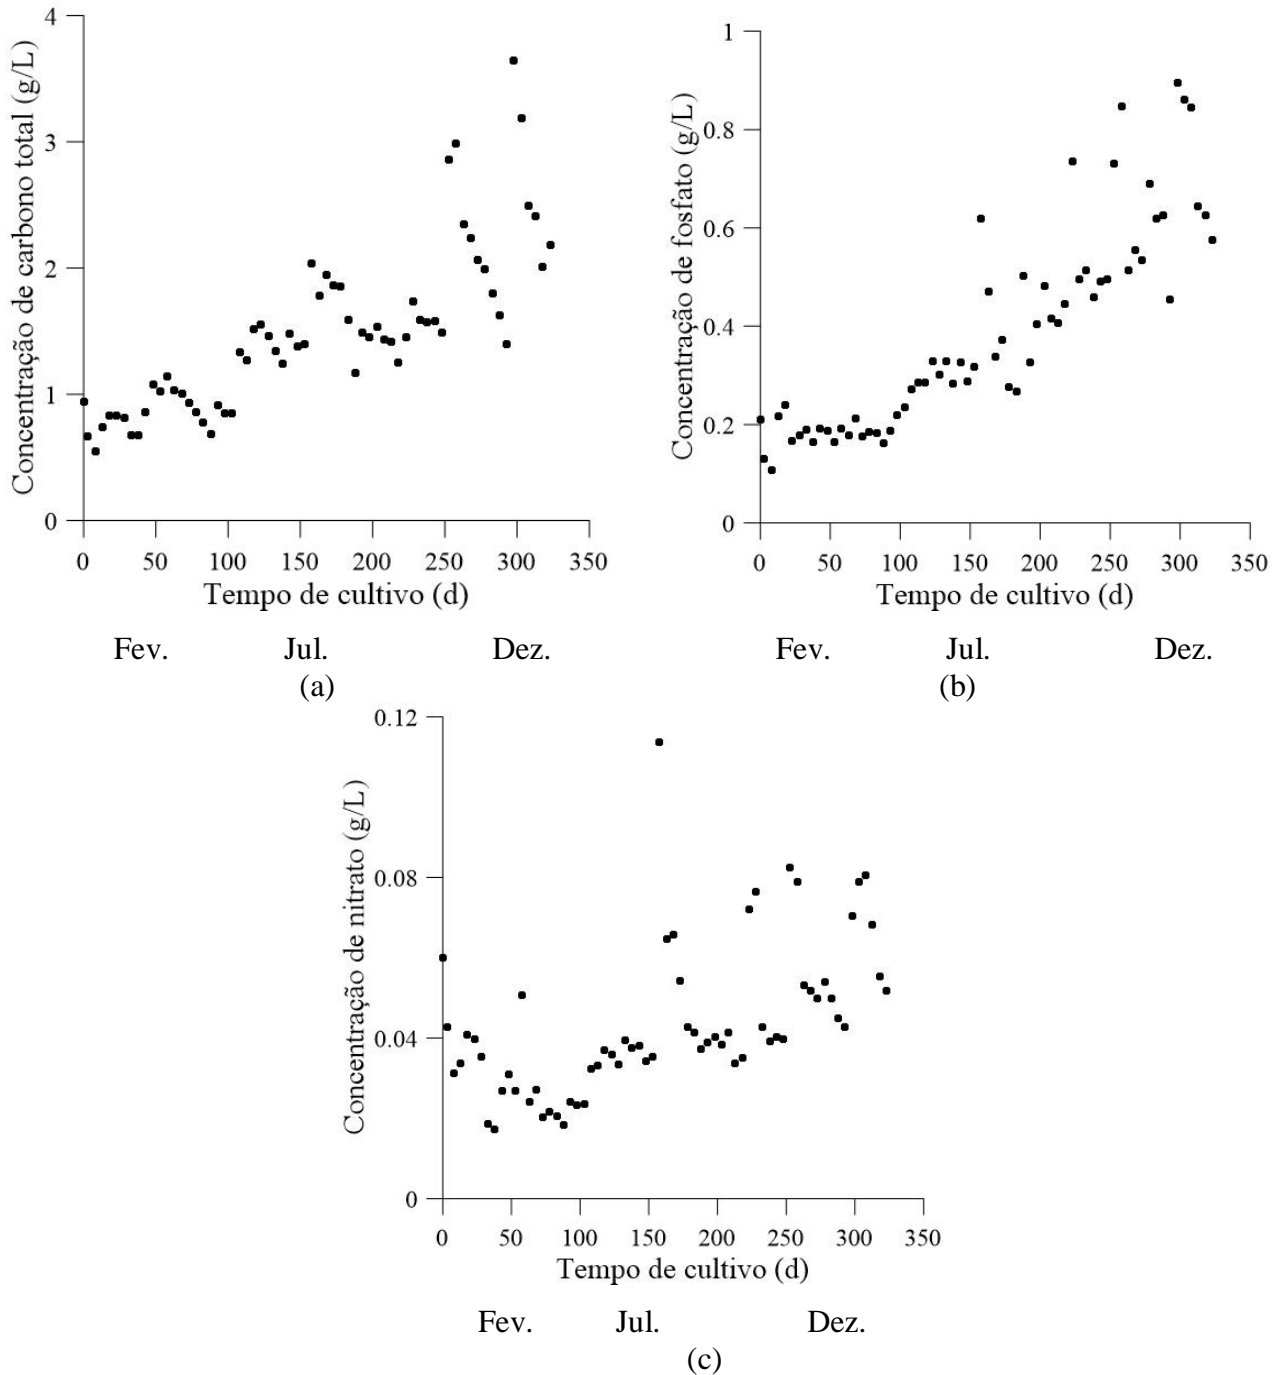 Concentração de carbono total (g/L)
4
3
2
1
0
0 50 100 150 200 250 300 350
Tempo de cultivo (d)
Fev. Jul. Dez.
(a)
Concentração de fosfato (g/L)
1
0.8
0.6
0.4
0.2
0
0 50 100 150 200 250 300 350
Tempo de cultivo (d)
Fev. Jul. Dez.
(b)
Concentração de nitrato (g/L)
0.12
0.08
0.04
0
0 50 100 150 200 250 300 350
Tempo de cultivo (d)
Fev. Jul. Dez.
(c)